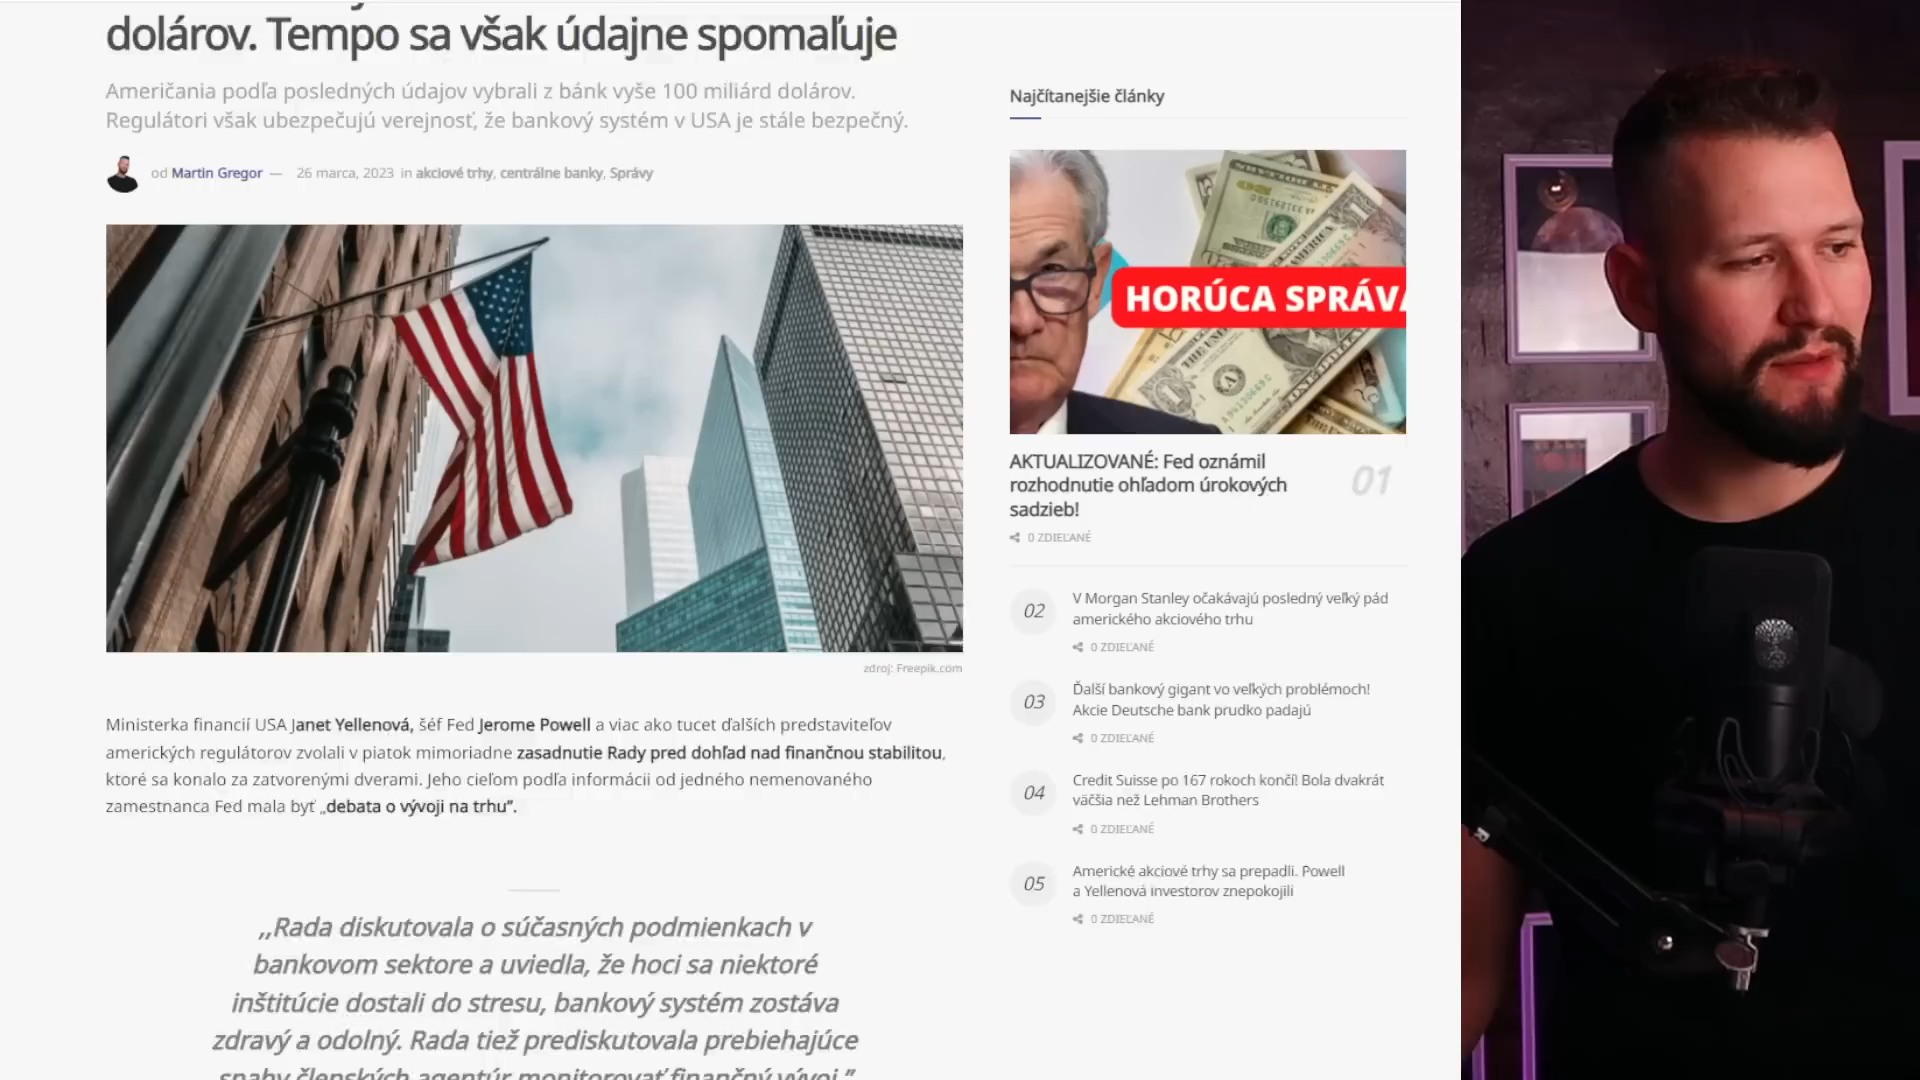 dolárov. Tempo sa však údajne spomaľuje
Američania podľa posledných údajov vybrali z bánk vyše 100 miliárd dolárov.
Regulátori však ubezpečujú verejnosť, že bankový systém v USA je stále bezpečný.
od Martin Gregor — 26 marca, 2023 in akciové trhy, centrálne banky, Správy
zdroj: Freepik.com
Ministerka financií USA Janet Yellenová, šéf Fed Jerome Powell a viac ako tucet ďalších predstaviteľov
amerických regulátorov zvolali v piatok mimoriadne zasadnutie Rady pred dohľad nad finančnou stabilitou,
ktoré sa konalo za zatvorenými dverami. Jeho cieľom podľa informácii od jedného nemenovaného
zamestnanca Fed mala byť „debata o vývoji na trhu”.
,,Rada diskutovala o súčasných podmienkach v
bankovom sektore a uviedla, že hoci sa niektoré
inštitúcie dostali do stresu, bankový systém zostáva
zdravý a odolný. Rada tiež prediskutovala prebiehajúce
snahy členských agentúr monitorovať finančný vývoj.”
Najčítanejšie články
HORÚCA SPRÁVA
AKTUALIZOVANÉ: Fed oznámil
rozhodnutie ohľadom úrokových
sadzieb!
01
0 ZDIEĽANÉ
02
V Morgan Stanley očakávajú posledný veľký pád
amerického akciového trhu
0 ZDIEĽANÉ
03
Ďalší bankový gigant vo veľkých problémoch!
Akcie Deutsche bank prudko padajú
0 ZDIEĽANÉ
04
Credit Suisse po 167 rokoch končí! Bola dvakrát
väčšia než Lehman Brothers
0 ZDIEĽANÉ
05
Americké akciové trhy sa prepadli. Powell
a Yellenová investorov znepokojili
0 ZDIEĽANÉ